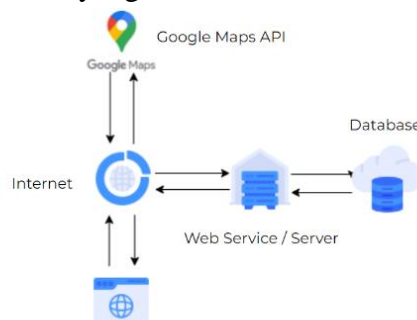 Google Maps API
Google Maps
Database
Internet
Web Service / Server